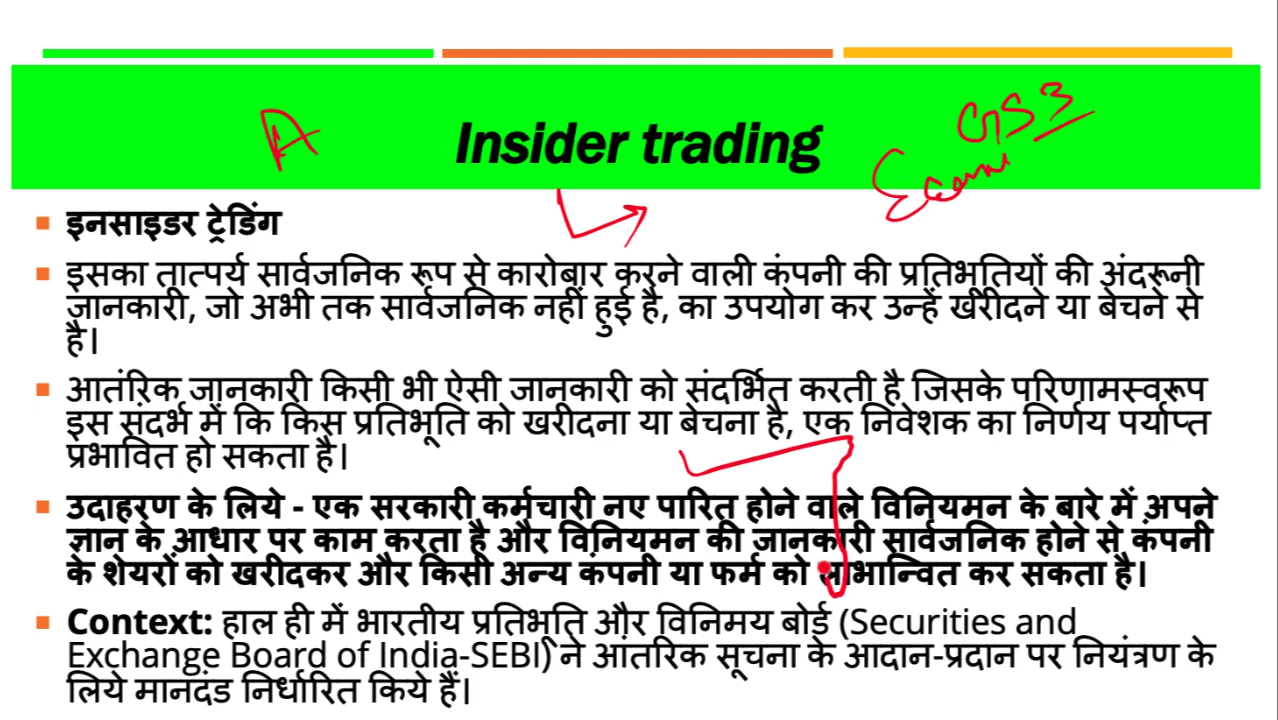 A
Insider trading
GS3
इनसाइडर ट्रेडिंग
इसका तात्पर्य सार्वजनिक रूप से कारोबार करने वाली कंपनी की प्रतिभूतियों की अंदरूनी
जानकारी, जो अभी तक सार्वजनिक नहीं हुई है, का उपयोग कर उन्हें खरीदने या बेचने से
है।
आतंरिक जानकारी किसी भी ऐसी जानकारी को संदर्भित करती है जिसके परिणामस्वरूप
इस संदर्भ में कि किस प्रतिभूति को खरीदना या बेचना है, एक निवेशक का निर्णय पर्याप्त
प्रभावित हो सकता है।
उदाहरण के लिये - एक सरकारी कर्मचारी नए पारित होने वाले विनियमन के बारे में अपने
ज्ञान के आधार पर काम करता है और विनियमन की जानकारी सार्वजनिक होने से कंपनी
के शेयरों को खरीदकर और किसी अन्य कंपनी या फर्म को लाभान्वित कर सकता है।
Context: हाल ही में भारतीय प्रतिभूति और विनिमय बोर्ड (Securities and
Exchange Board of India-SEBI) ने आंतरिक सूचना के आदान-प्रदान पर नियंत्रण के
लिये मानदंड निर्धारित किये हैं।